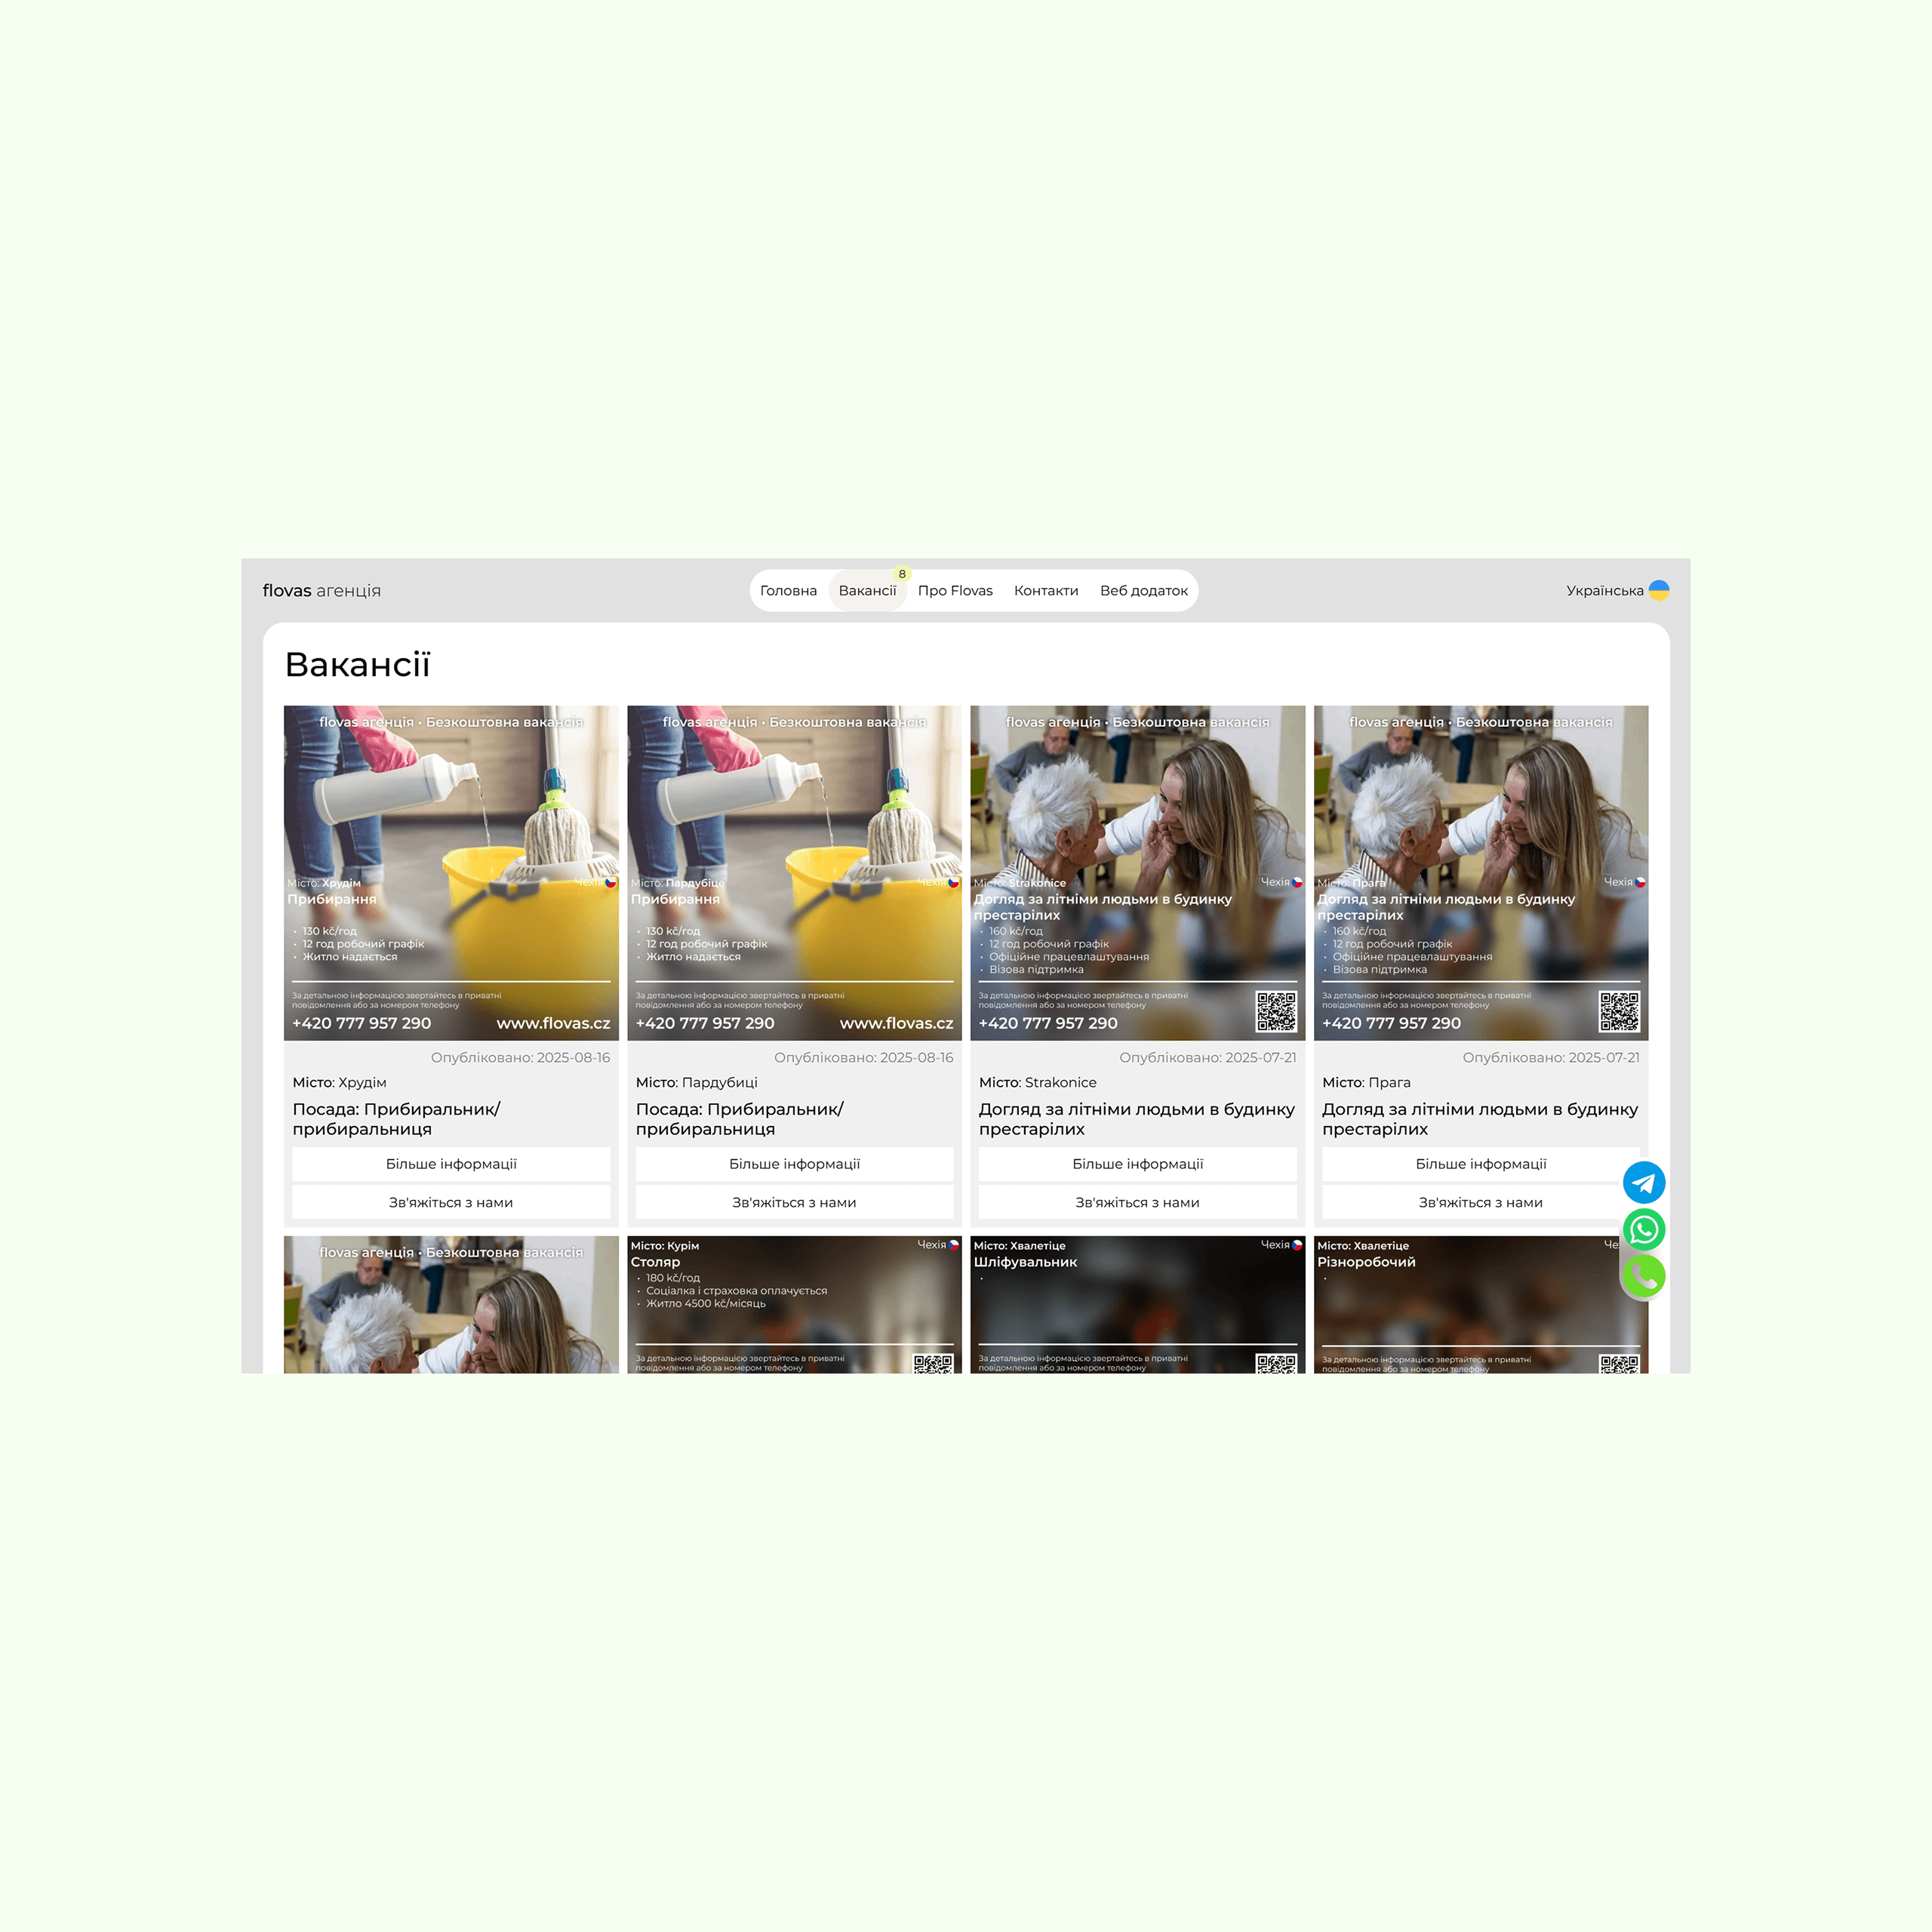 flovas агенція
Головна
Вакансії
8
Про Flovas
Контакти
Веб додаток
Українська
Вакансії
flovas агенція • Безкоштовна вакансія
Місто: Хрудім
Чехія
Прибирання
• 130 kč/год
• 12 год робочий графік
• Житло надається
За детальною інформацією звертайтесь в приватні
повідомлення або за номером телефону
+420 777 957 290
www.flovas.cz
Опубліковано: 2025-08-16
Місто: Хрудім
Посада: Прибиральник/
прибиральниця
Більше інформації
Зв'яжіться з нами
flovas агенція • Безкоштовна вакансія
Місто: Пардубіце
Чехія
Прибирання
• 130 kč/год
• 12 год робочий графік
• Житло надається
За детальною інформацією звертайтесь в приватні
повідомлення або за номером телефону
+420 777 957 290
www.flovas.cz
Опубліковано: 2025-08-16
Місто: Пардубиці
Посада: Прибиральник/
прибиральниця
Більше інформації
Зв'яжіться з нами
flovas агенція • Безкоштовна вакансія
Місто: Strakonice
Чехія
Догляд за літніми людьми в будинку
престарілих
• 160 kč/год
• 12 год робочий графік
• Офіційне працевлаштування
• Візова підтримка
За детальною інформацією звертайтесь в приватні
повідомлення або за номером телефону
+420 777 957 290
Опубліковано: 2025-07-21
Місто: Strakonice
Догляд за літніми людьми в будинку
престарілих
Більше інформації
Зв'яжіться з нами
flovas агенція • Безкоштовна вакансія
Місто: Прага
Чехія
Догляд за літніми людьми в будинку
престарілих
• 160 kč/год
• 12 год робочий графік
• Офіційне працевлаштування
• Візова підтримка
За детальною інформацією звертайтесь в приватні
повідомлення або за номером телефону
+420 777 957 290
Опубліковано: 2025-07-21
Місто: Прага
Догляд за літніми людьми в будинку
престарілих
Більше інформації
Зв'яжіться з нами
flovas агенція • Безкоштовна вакансія
Місто: Курім
Чехія
Столяр
• 180 kč/год
• Соціалка і страховка оплачується
• Житло 4500 kč/місяць
За детальною інформацією звертайтесь в приватні
повідомлення або за номером телефону
Місто: Хвалетіце
Чехія
Шліфувальник
•
За детальною інформацією звертайтесь в приватні
повідомлення або за номером телефону
Місто: Хвалетіце
Різноробочий
•
За детальною інформацією звертайтесь в приватні
повідомлення або за номером телефону